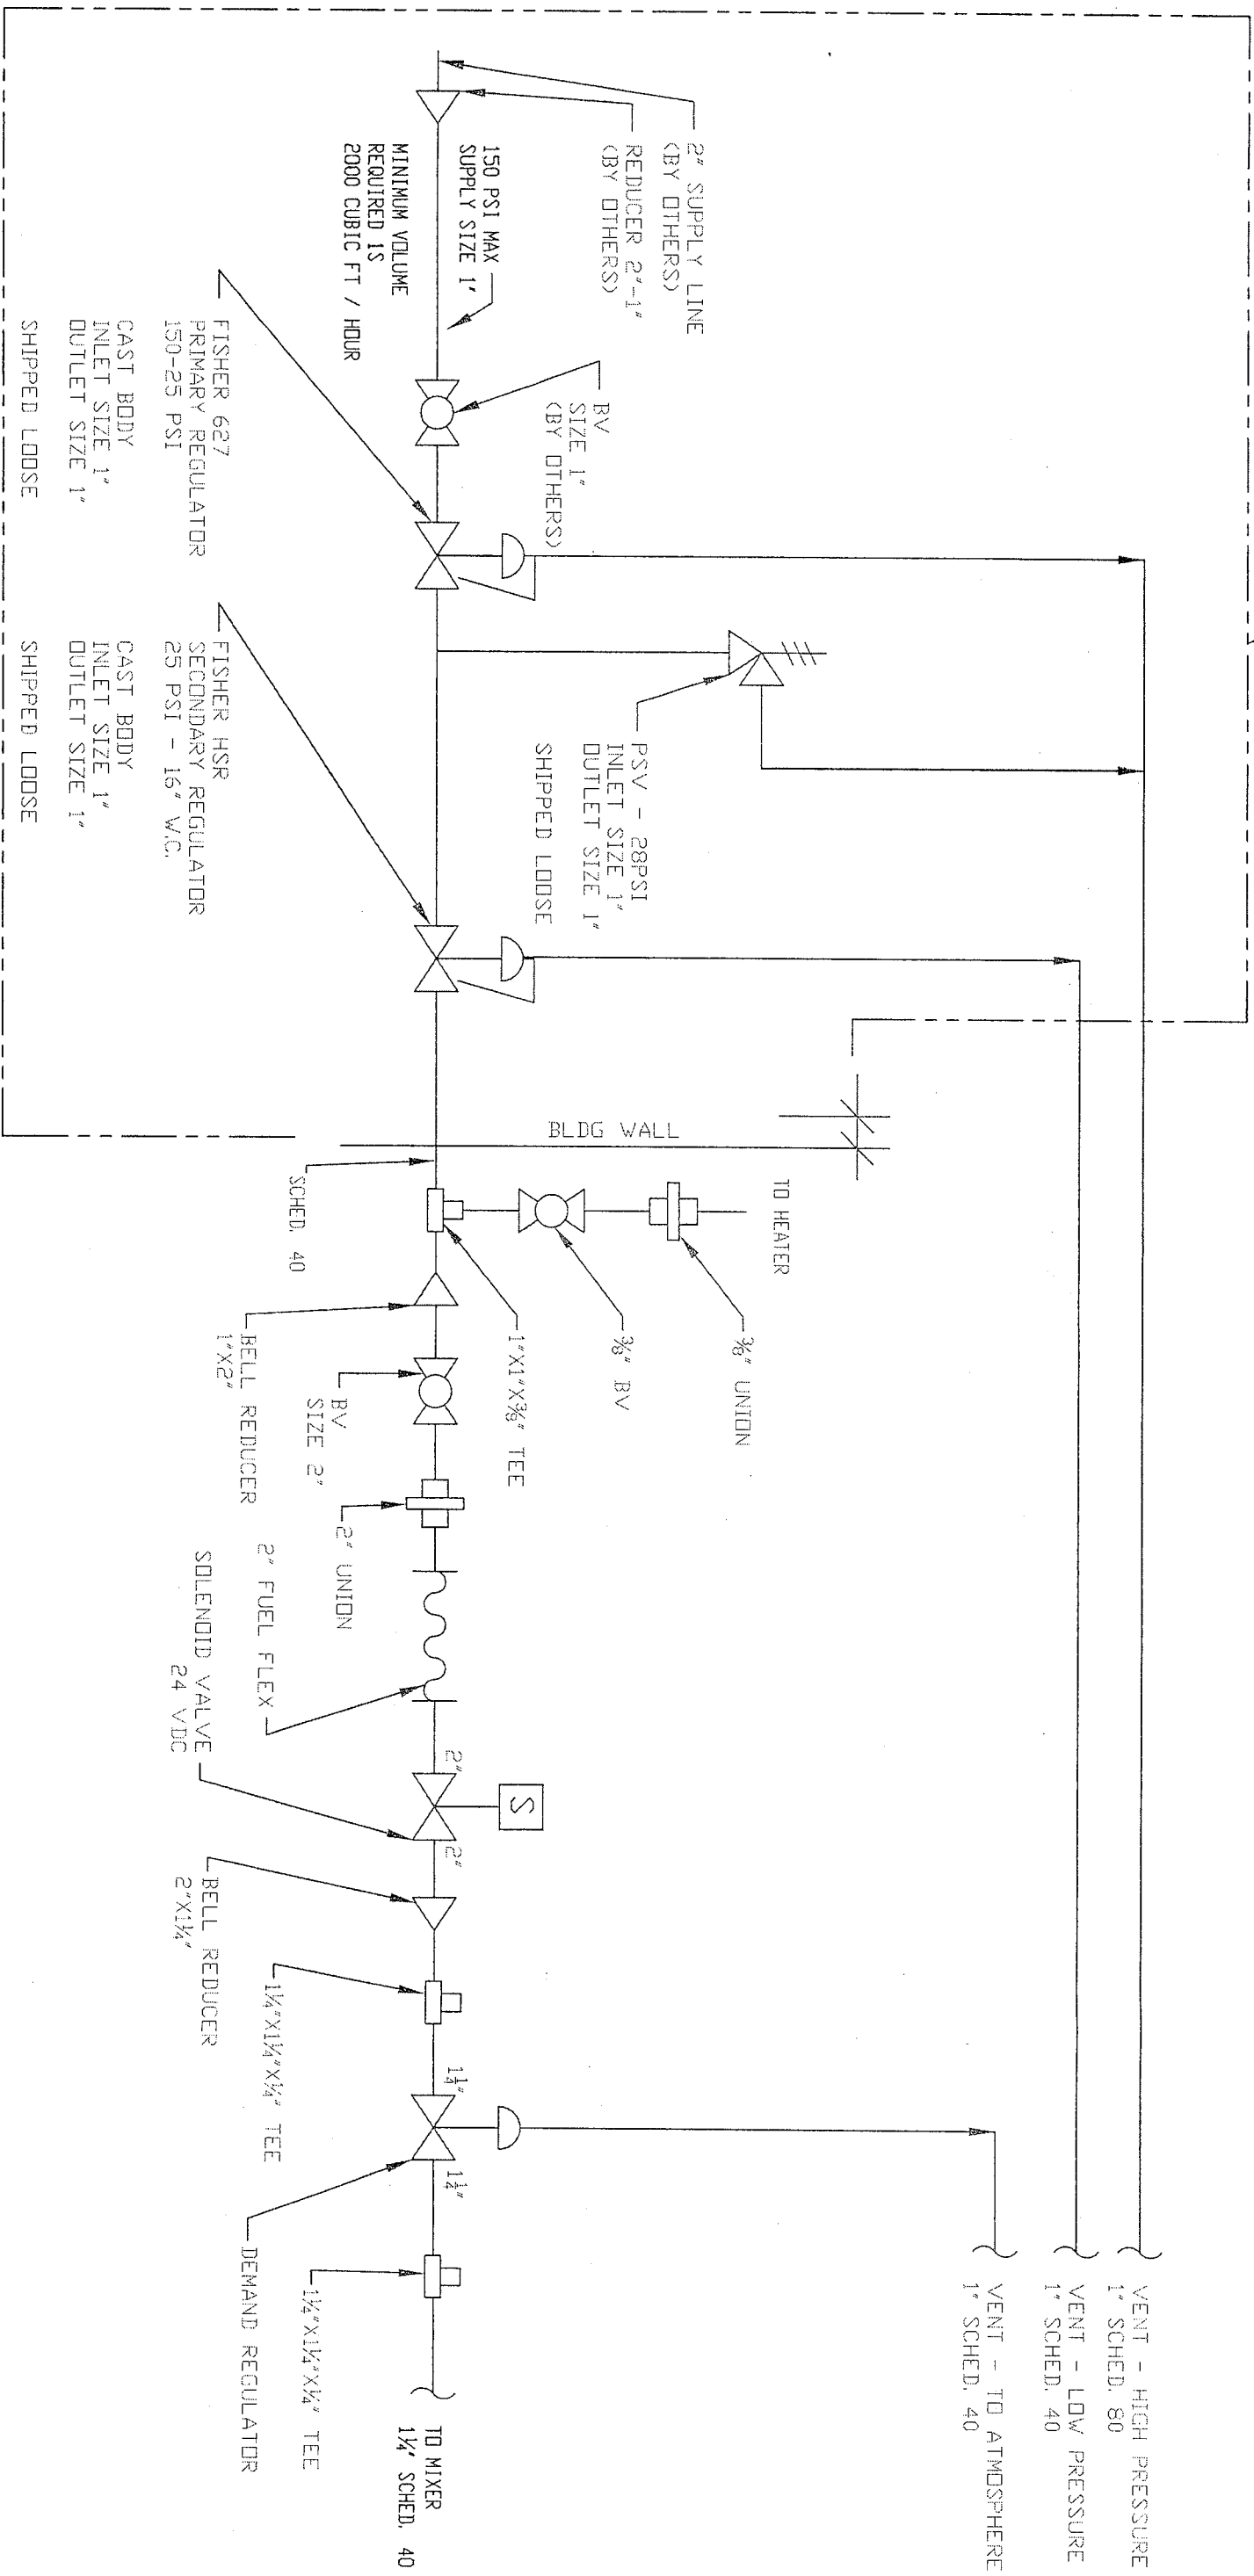 2" SUPPLY LINE
(BY OTHERS)
REDUCER 2"-1"
(BY OTHERS)
150 PSI MAX
SUPPLY SIZE 1"
MINIMUM VOLUME
REQUIRED IS
2000 CUBIC FT / HOUR
BV
SIZE 1"
(BY OTHERS)
FISHER 627
PRIMARY REGULATOR
150-25 PSI
CAST BODY
INLET SIZE 1"
OUTLET SIZE 1"
SHIPPED LOOSE
PSV - 28PSI
INLET SIZE 1"
OUTLET SIZE 1"
SHIPPED LOOSE
FISHER HSR
SECONDARY REGULATOR
25 PSI - 16" W.C.
CAST BODY
INLET SIZE 1"
OUTLET SIZE 1"
SHIPPED LOOSE
BLDG WALL
SCHED. 40
TO HEATER
3/8" UNION
3/8" BV
1"X1"X3/8" TEE
BELL REDUCER
1"X2"
BV
SIZE 2"
2" UNION
2" FUEL FLEX
SOLENOID VALVE
24 VDC
2"
S
2"
BELL REDUCER
2"X1¼"
1¼"X1¼"X¼" TEE
1¼"
1¼"
DEMAND REGULATOR
1¼"X1¼"X¼" TEE
TO MIXER
1¼" SCHED. 40
VENT - HIGH PRESSURE
1" SCHED. 80
VENT - LOW PRESSURE
1" SCHED. 40
VENT - TO ATMOSPHERE
1" SCHED. 40